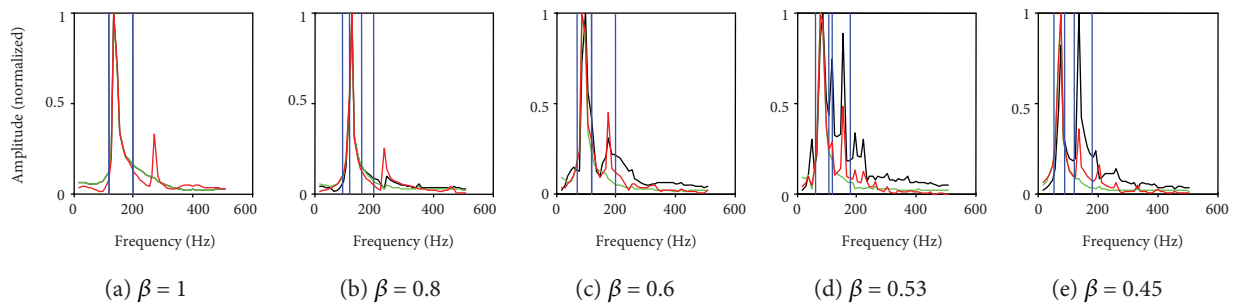 Amplitude (normalized)
1
0.5
0
0 200 400 600
Frequency (Hz)
(a) β = 1
1
0.5
0
0 200 400 600
Frequency (Hz)
(b) β = 0.8
1
0.5
0
0 200 400 600
Frequency (Hz)
(c) β = 0.6
1
0.5
0
0 200 400 600
Frequency (Hz)
(d) β = 0.53
1
0.5
0
0 200 400 600
Frequency (Hz)
(e) β = 0.45